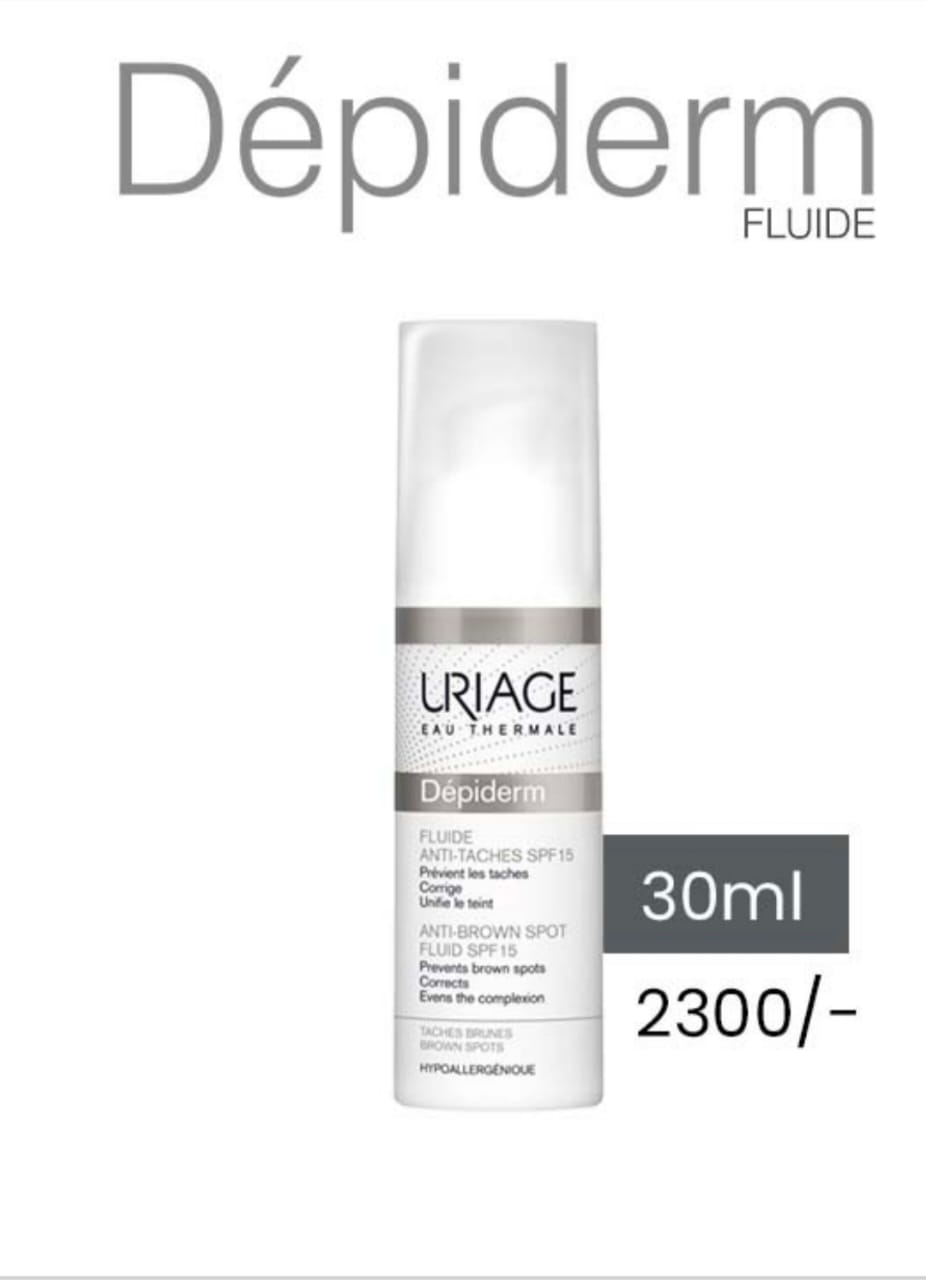 Dépiderm
FLUIDE
URIAGE
EAU THERMALE
Dépiderm
FLUIDE
ANTI-TACHES SPF15
Prévient les taches
Corrige
Unifie le teint
ANTI-BROWN SPOT
FLUID SPF15
Prevents brown spots
Corrects
Evens the complexion
TACHES BRUNES
BROWN SPOTS
HYPOALLERGÉNIQUE
30ml
2300/-